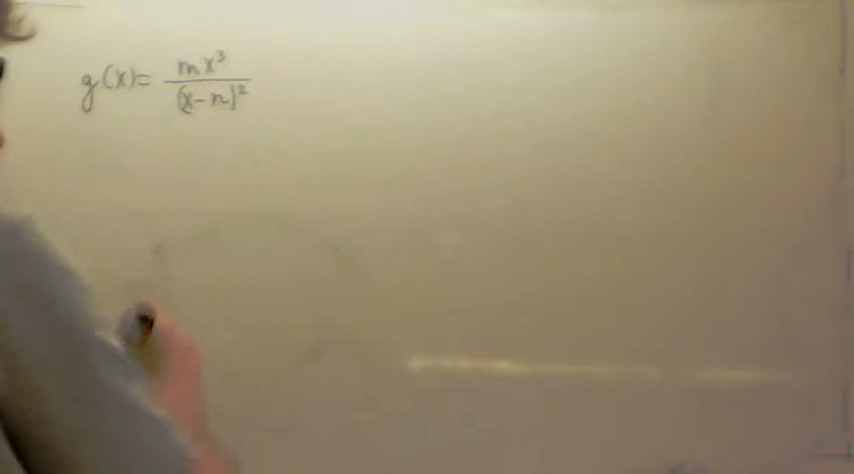 g(x) = mx³/(x-n)²